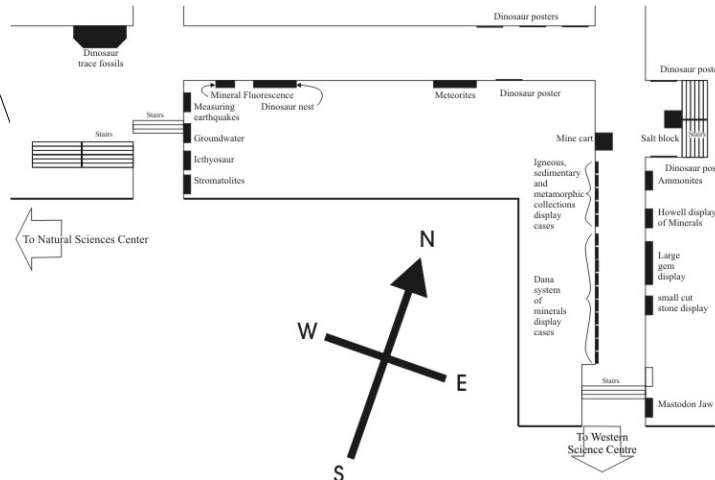 Dinosaur posters
Dinosaur
trace fossils
Dinosaur poste
Mineral Fluorescence
Dinosaur nest
Meteorites
Dinosaur poster
Measuring
earthquakes
Stairs
Stairs
Groundwater
Icthyosaur
Stromatolites
Mine cart
Salt block
Stairs
Igneous,
sedimentary
and
metamorphic
collections
display
cases
Dinosaur post
Ammonites
Howell display
of Minerals
Large
gem
display
small cut
stone display
Dana
system
of
minerals
display
cases
To Natural Sciences Center
N
W
E
S
Stairs
Mastodon Jaw
To Western
Science Centre